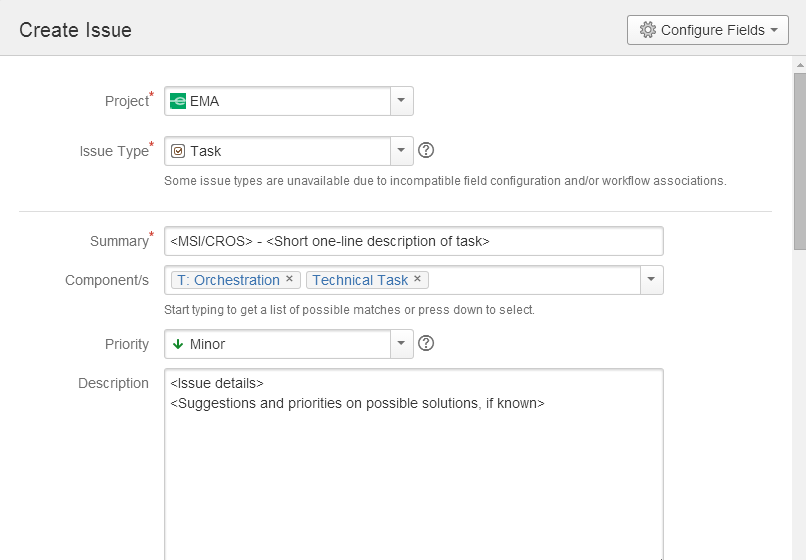 Create Issue
Configure Fields
Project* EMA
Issue Type* Task
Some issue types are unavailable due to incompatible field configuration and/or workflow associations.
Summary* <MSI/CROS> - <Short one-line description of task>
Component/s T: Orchestration × Technical Task ×
Start typing to get a list of possible matches or press down to select.
Priority Minor
Description <Issue details>
<Suggestions and priorities on possible solutions, if known>